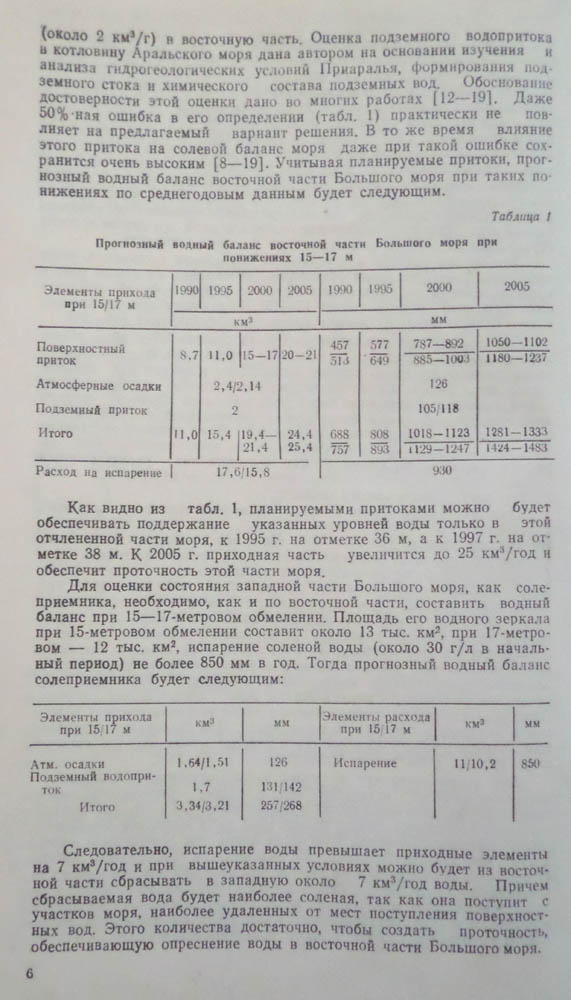 (около 2 км³/г) в восточную часть. Оценка подземного водопритока
в котловину Аральского моря дана автором на основании изучения и
анализа гидрогеологических условий Приаралья, формирования под-
земного стока и химического состава подземных вод. Обоснование
достоверности этой оценки дано во многих работах [12—19]. Даже
50%-ная ошибка в его определении (табл. 1) практически не пов-
лияет на предлагаемый вариант решения. В то же время влияние
этого притока на солевой баланс моря даже при такой ошибке сох-
ранится очень высоким [8—19]. Учитывая планируемые притоки, прог-
нозный водный баланс восточной части Большого моря при таких по-
нижениях по среднегодовым данным будет следующим.
Таблица 1
Прогнозный водный баланс восточной части Большого моря при
понижениях 15—17 м
Элементы прихода 1990 1995 2000 2005 1990 1995 2000 2005
при 15/17 м
км³ мм
Поверхностный 457 577 787—892 1050—1102
приток 8,7 11,0 15—17 20—21 513 649 885—1003 1180—1237
Атмосферные осадки 2,4/2,14 126
Подземный приток 2 105/118
Итого 11,0 15,4 19,4— 24,4 688 808 1018—1123 1281—1333
21,4 25,4 757 893 1129—1247 1424—1483
Расход на испарение 17,6/15,8 930
Как видно из табл. 1, планируемыми притоками можно будет
обеспечивать поддержание указанных уровней воды только в этой
отчлененной части моря, к 1995 г. на отметке 36 м, а к 1997 г. на от-
метке 38 м. К 2005 г. приходная часть увеличится до 25 км³/год и
обеспечит проточность этой части моря.
Для оценки состояния западной части Большого моря, как соле-
приемника, необходимо, как и по восточной части, составить водный
баланс при 15—17-метровом обмелении. Площадь его водного зеркала
при 15-метровом обмелении составит около 13 тыс. км², при 17-метро-
вом — 12 тыс. км², испарение соленой воды (около 30 г/л в началь-
ный период) не более 850 мм в год. Тогда прогнозный водный баланс
солеприемника будет следующим:
Элементы прихода км³ мм Элементы расхода км³ мм
при 15/17 м при 15/17 м
Атм. осадки 1,64/1,51 126 Испарение 11/10,2 850
Подземный водопри-
ток 1,7 131/142
Итого 3,34/3,21 257/268
Следовательно, испарение воды превышает приходные элементы
на 7 км³/год и при вышеуказанных условиях можно будет из восточ-
ной части сбрасывать в западную около 7 км³/год воды. Причем
сбрасываемая вода будет наиболее соленая, так как она поступит с
участков моря, наиболее удаленных от мест поступления поверхност-
ных вод. Этого количества достаточно, чтобы создать проточность,
обеспечивающую опреснение воды в восточной части Большого моря.
6